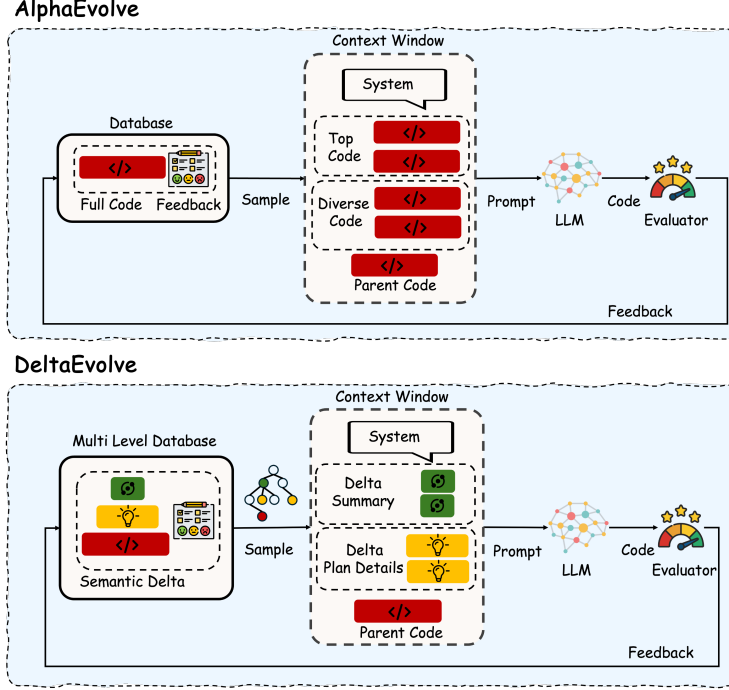 AlphaEvolve
Context Window
System
Database
</>
Full Code
Feedback
Sample
Top
Code
</>
</>
Diverse
Code
</>
</>
</>
Parent Code
Prompt
LLM
Code
Evaluator
Feedback
DeltaEvolve
Context Window
System
Multi Level Database
</>
Semantic Delta
Sample
Delta
Summary
Delta
Plan Details
</>
Parent Code
Prompt
LLM
Code
Evaluator
Feedback